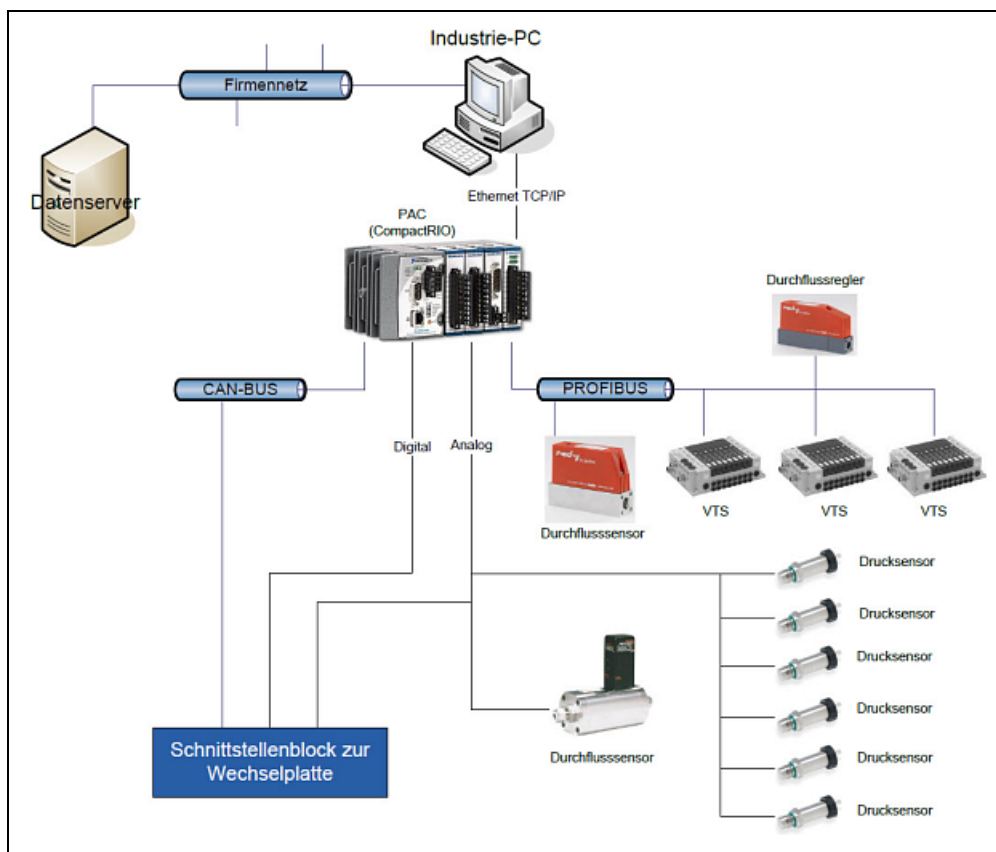 Industrie-PC
Firmennetz
Datenserver
Ethernet TCP/IP
PAC
(CompactRIO)
Durchflussregler
CAN-BUS
PROFIBUS
Digital
Analog
Durchflusssensor
VTS
VTS
VTS
Drucksensor
Drucksensor
Drucksensor
Drucksensor
Drucksensor
Drucksensor
Durchflusssensor
Schnittstellenblock zur
Wechselplatte